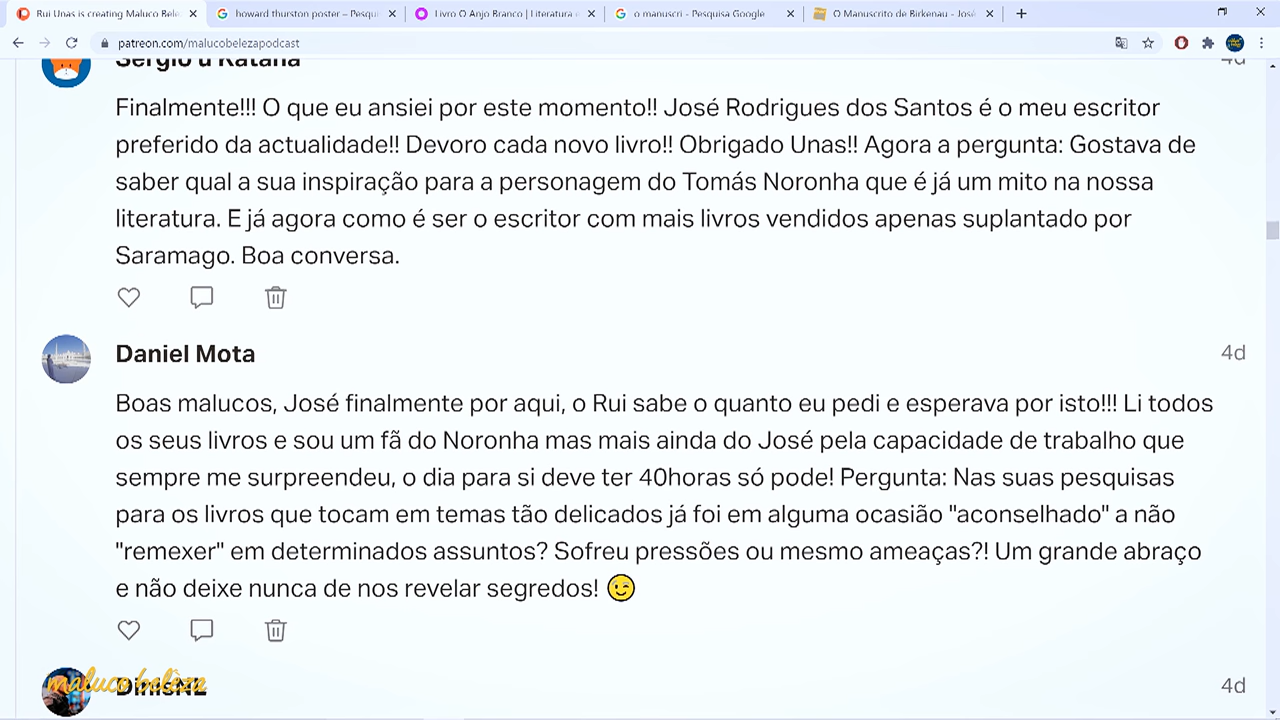 Rui Unas is creating Maluco Bele
howard thurston poster – Pesqu
Livro O Anjo Branco | Literatura
o manuscri - Pesquisa Google
O Manuscrito de Birkenau - José
patreon.com/malucobelezapodcast
Sérgio d'Katana
4d
Finalmente!!! O que eu ansiei por este momento!! José Rodrigues dos Santos é o meu escritor
preferido da actualidade!! Devoro cada novo livro!! Obrigado Unas!! Agora a pergunta: Gostava de
saber qual a sua inspiração para a personagem do Tomás Noronha que é já um mito na nossa
literatura. E já agora como é ser o escritor com mais livros vendidos apenas suplantado por
Saramago. Boa conversa.
Daniel Mota
4d
Boas malucos, José finalmente por aqui, o Rui sabe o quanto eu pedi e esperava por isto!!! Li todos
os seus livros e sou um fã do Noronha mas mais ainda do José pela capacidade de trabalho que
sempre me surpreendeu, o dia para si deve ter 40horas só pode! Pergunta: Nas suas pesquisas
para os livros que tocam em temas tão delicados já foi em alguma ocasião "aconselhado" a não
"remexer" em determinados assuntos? Sofreu pressões ou mesmo ameaças?! Um grande abraço
e não deixe nunca de nos revelar segredos! 😉
maluco belêza
4d